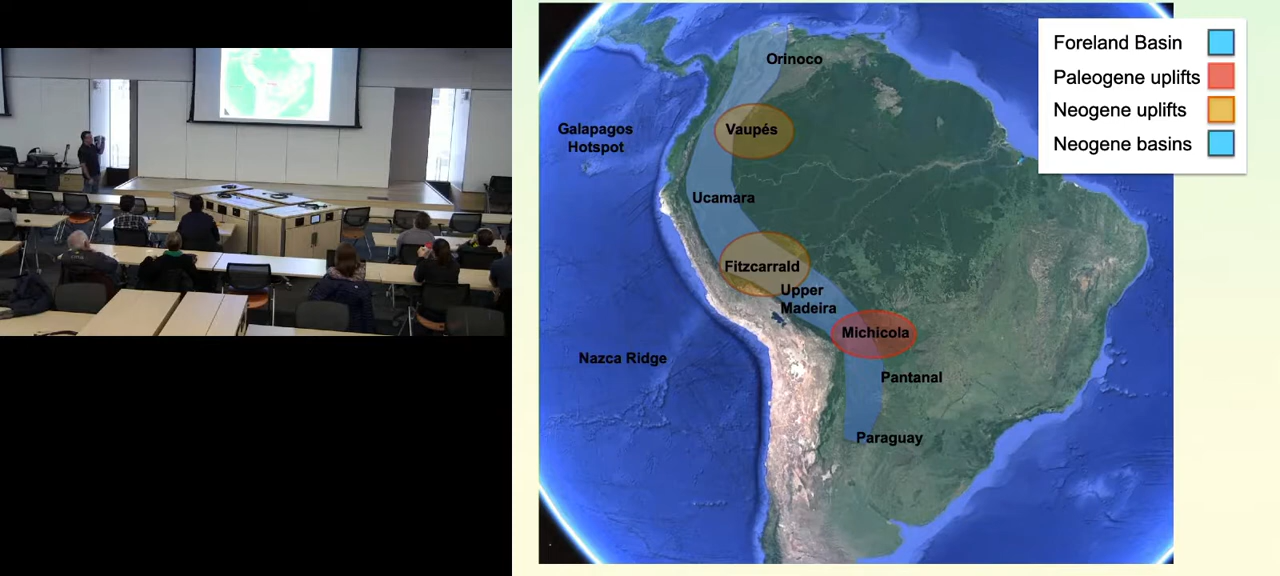 Orinoco
Vaupés
Galapagos
Hotspot
Ucamara
Fitzcarrald
Upper
Madeira
Michicola
Nazca Ridge
Pantanal
Paraguay
Foreland Basin
Paleogene uplifts
Neogene uplifts
Neogene basins